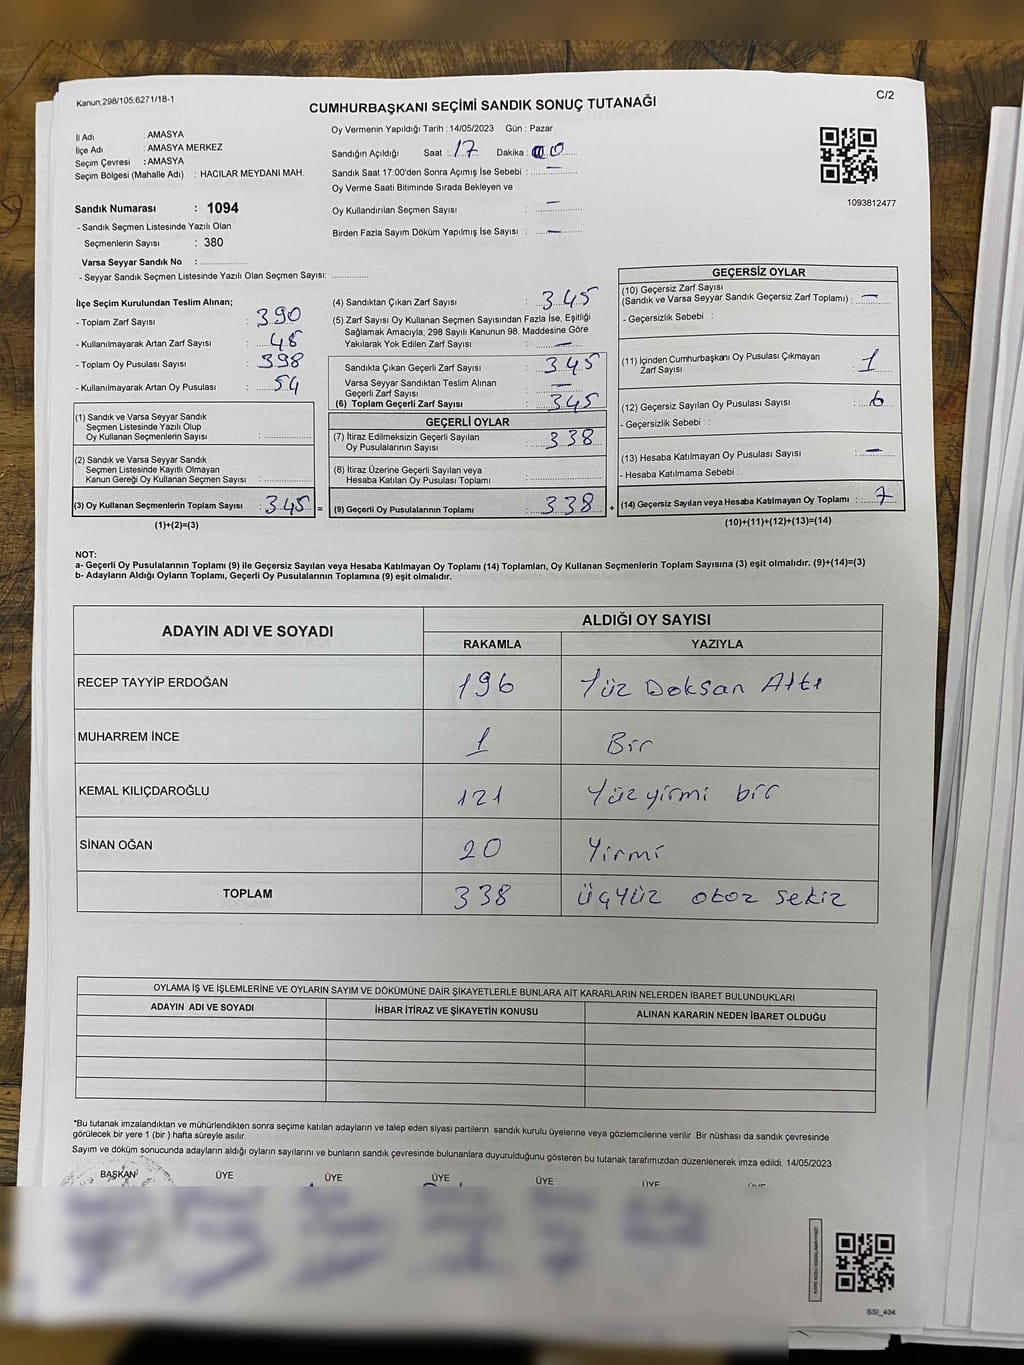 Kanun,298/105,6271/18-1
C/2
CUMHURBAŞKANI SEÇİMİ SANDIK SONUÇ TUTANAĞI
İl Adı : AMASYA
İlçe Adı : AMASYA MERKEZ
Seçim Çevresi : AMASYA
Seçim Bölgesi (Mahalle Adı) : HACILAR MEYDANI MAH.
Sandık Numarası : 1094
- Sandık Seçmen Listesinde Yazılı Olan
Seçmenlerin Sayısı : 380
Varsa Seyyar Sandık No :
- Seyyar Sandık Seçmen Listesinde Yazılı Olan Seçmen Sayısı:
Oy Vermenin Yapıldığı Tarih : 14/05/2023 Gün : Pazar
Sandığın Açıldığı Saat : 17 Dakika : 00
Sandık Saat 17:00'den Sonra Açımış İse Sebebi : —
Oy Verme Saati Bitiminde Sırada Bekleyen ve
Oy Kullandırılan Seçmen Sayısı : —
Birden Fazla Sayım Döküm Yapılmış İse Sayısı : —
1093812477
İlçe Seçim Kurulundan Teslim Alınan;
- Toplam Zarf Sayısı : 390
- Kullanılmayarak Artan Zarf Sayısı : 45
- Toplam Oy Pusulası Sayısı : 398
- Kullanılmayarak Artan Oy Pusulası : 54
(1) Sandık ve Varsa Seyyar Sandık
Seçmen Listesinde Yazılı Olup
Oy Kullanan Seçmenlerin Sayısı :
(2) Sandık ve Varsa Seyyar Sandık
Seçmen Listesinde Kayıtlı Olmayan
Kanun Gereği Oy Kullanan Seçmen Sayısı :
(3) Oy Kullanan Seçmenlerin Toplam Sayısı : 345 =
(1)+(2)=(3)
(4) Sandıktan Çıkan Zarf Sayısı : 345
(5) Zarf Sayısı Oy Kullanan Seçmen Sayısından Fazla İse, Eşitliği
Sağlamak Amacıyla, 298 Sayılı Kanunun 98. Maddesine Göre
Yakılarak Yok Edilen Zarf Sayısı : —
Sandıkta Çıkan Geçerli Zarf Sayısı : 345
Varsa Seyyar Sandıktan Teslim Alınan
Geçerli Zarf Sayısı : —
(6) Toplam Geçerli Zarf Sayısı : 345
GEÇERLİ OYLAR
(7) İtiraz Edilmeksizin Geçerli Sayılan
Oy Pusulalarının Sayısı : 338
(8) İtiraz Üzerine Geçerli Sayılan veya
Hesaba Katılan Oy Pusulası Toplamı :
(9) Geçerli Oy Pusulalarının Toplamı : 338 +
GEÇERSİZ OYLAR
(10) Geçersiz Zarf Sayısı
(Sandık ve Varsa Seyyar Sandık Geçersiz Zarf Toplamı) : —
- Geçersizlik Sebebi :
(11) İçinden Cumhurbaşkanı Oy Pusulası Çıkmayan
Zarf Sayısı : 1
(12) Geçersiz Sayılan Oy Pusulası Sayısı : 6
- Geçersizlik Sebebi :
(13) Hesaba Katılmayan Oy Pusulası Sayısı : —
- Hesaba Katılmama Sebebi :
(14) Geçersiz Sayılan veya Hesaba Katılmayan Oy Toplamı : 7
(10)+(11)+(12)+(13)=(14)
NOT:
a- Geçerli Oy Pusulalarının Toplamı (9) ile Geçersiz Sayılan veya Hesaba Katılmayan Oy Toplamı (14) Toplamları, Oy Kullanan Seçmenlerin Toplam Sayısına (3) eşit olmalıdır. (9)+(14)=(3)
b- Adayların Aldığı Oyların Toplamı, Geçerli Oy Pusulalarının Toplamına (9) eşit olmalıdır.
ADAYIN ADI VE SOYADI ALDIĞI OY SAYISI
RAKAMLA YAZIYLA
RECEP TAYYİP ERDOĞAN 196 Yüz Doksan Altı
MUHARREM İNCE 1 Bir
KEMAL KILIÇDAROĞLU 121 Yüz yirmi bir
SİNAN OĞAN 20 Yirmi
TOPLAM 338 Üçyüz otoz sekiz
OYLAMA İŞ VE İŞLEMLERİNE VE OYLARIN SAYIM VE DÖKÜMÜNE DAİR ŞİKAYETLERLE BUNLARA AİT KARARLARIN NELERDEN İBARET BULUNDUKLARI
ADAYIN ADI VE SOYADI İHBAR İTİRAZ VE ŞİKAYETİN KONUSU ALINAN KARARIN NEDEN İBARET OLDUĞU
*Bu tutanak imzalandıktan ve mühürlendikten sonra seçime katılan adayların ve talep eden siyasi partilerin sandık kurulu üyelerine veya gözlemcilerine verilir .Bir nüshası da sandık çevresinde
görülecek bir yere 1 (bir ) hafta süreyle asılır.
Sayım ve döküm sonucunda adayların aldığı oyların sayılarını ve bunların sandık çevresinde bulunanlara duyurulduğunu gösteren bu tutanak tarafımızdan düzenlenerek imza edildi. 14/05/2023
BAŞKAN ÜYE ÜYE ÜYE ÜYE ÜYE ÜYE
SSI_404